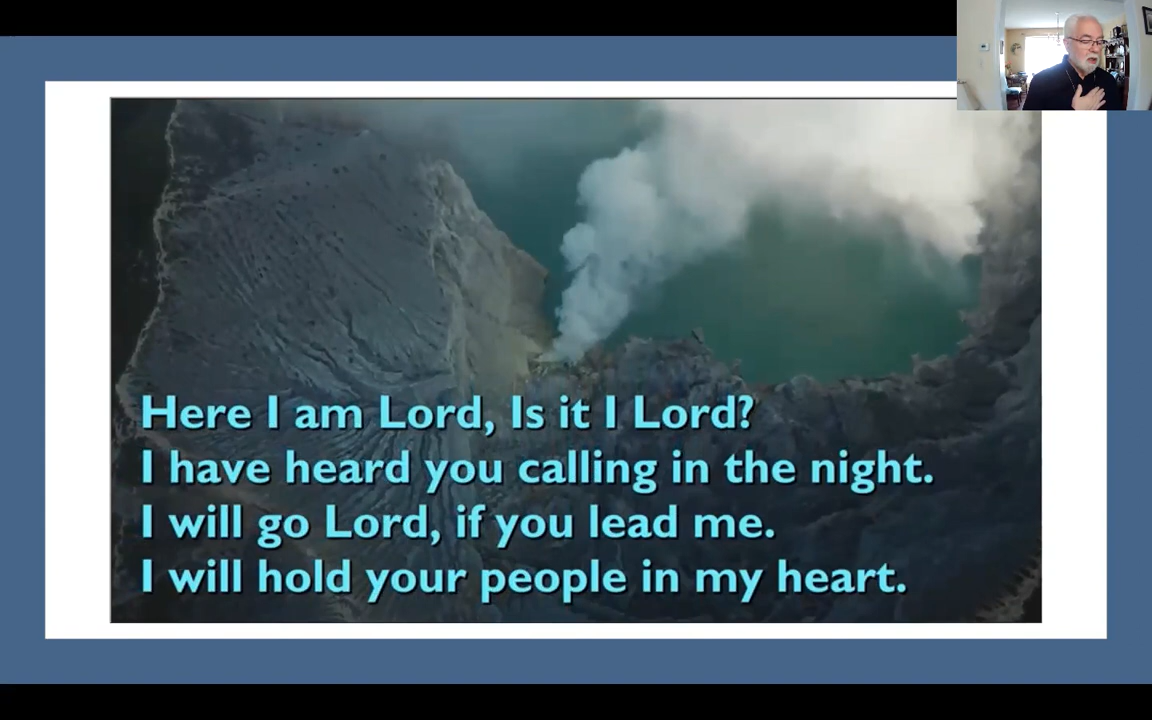 Here I am Lord, Is it I Lord?
I have heard you calling in the night.
I will go Lord, if you lead me.
I will hold your people in my heart.